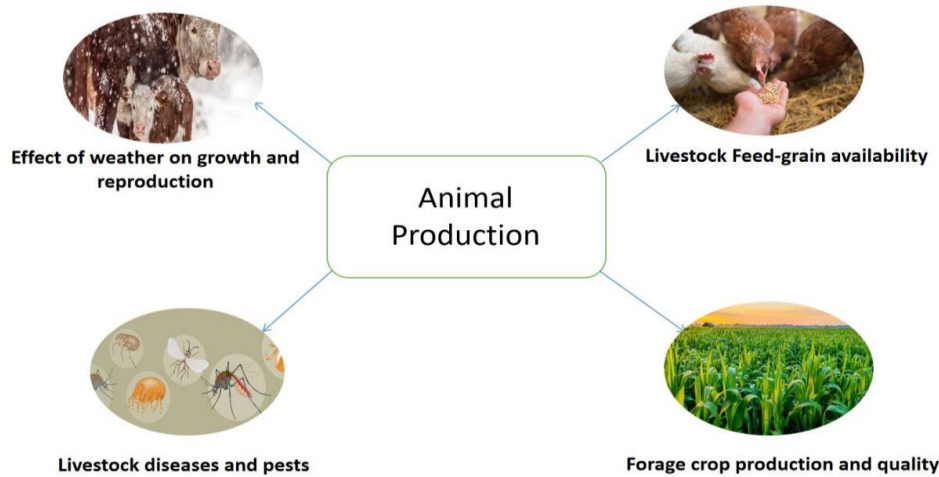 Effect of weather on growth and
reproduction
Livestock Feed-grain availability
Animal
Production
Livestock diseases and pests
Forage crop production and quality